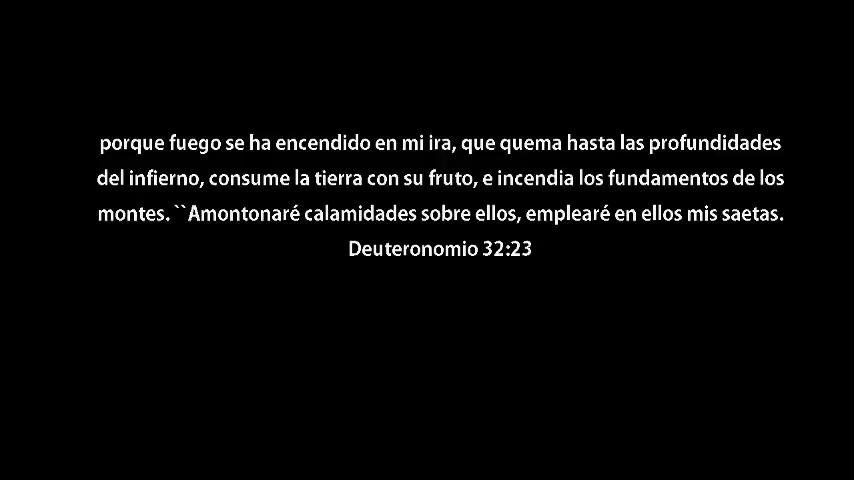 porque fuego se ha encendido en mi ira, que quema hasta las profundidades
del infierno, consume la tierra con su fruto, e incendia los fundamentos de los
montes. ``Amontonaré calamidades sobre ellos, emplearé en ellos mis saetas.
Deuteronomio 32:23